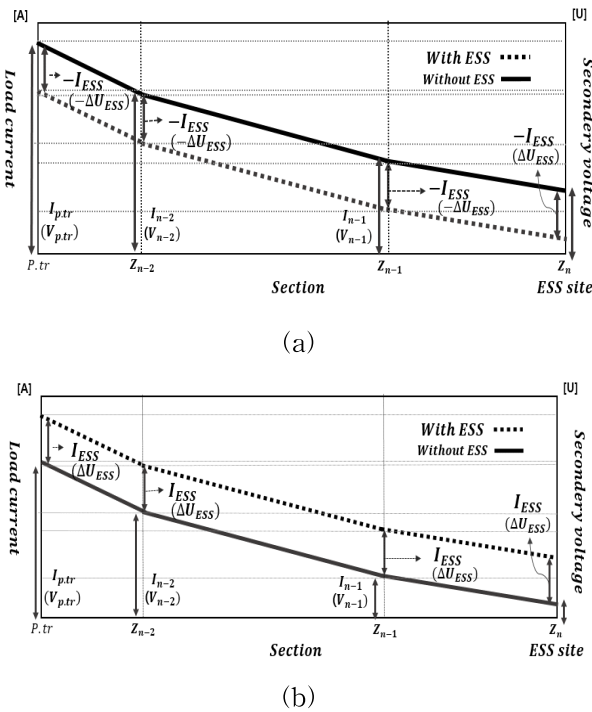 [A]
[U]
With ESS
Without ESS
Load current
Secondery voltage
−I_ESS
(−ΔU_ESS)
−I_ESS
(−ΔU_ESS)
−I_ESS
(−ΔU_ESS)
−I_ESS
(ΔU_ESS)
I_p.tr
(V_p.tr)
I_n−2
(V_n−2)
I_n−1
(V_n−1)
P.tr
Z_n−2
Z_n−1
Z_n
Section
ESS site
(a)
[A]
[U]
With ESS
Without ESS
Load current
Secondery voltage
I_ESS
(ΔU_ESS)
I_ESS
(ΔU_ESS)
I_ESS
(ΔU_ESS)
I_ESS
(ΔU_ESS)
I_p.tr
(V_p.tr)
I_n−2
(V_n−2)
I_n−1
(V_n−1)
P.tr
Z_n−2
Z_n−1
Z_n
Section
ESS site
(b)